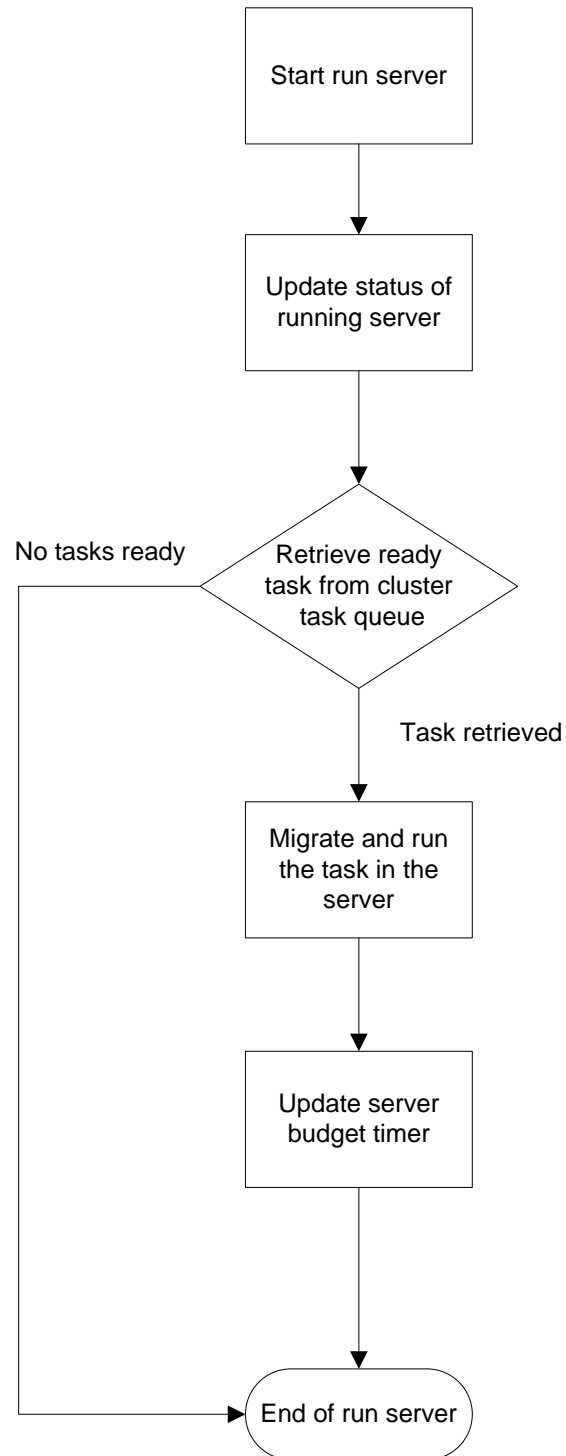 Start run server
Update status of
running server
No tasks ready
Retrieve ready
task from cluster
task queue
Task retrieved
Migrate and run
the task in the
server
Update server
budget timer
End of run server